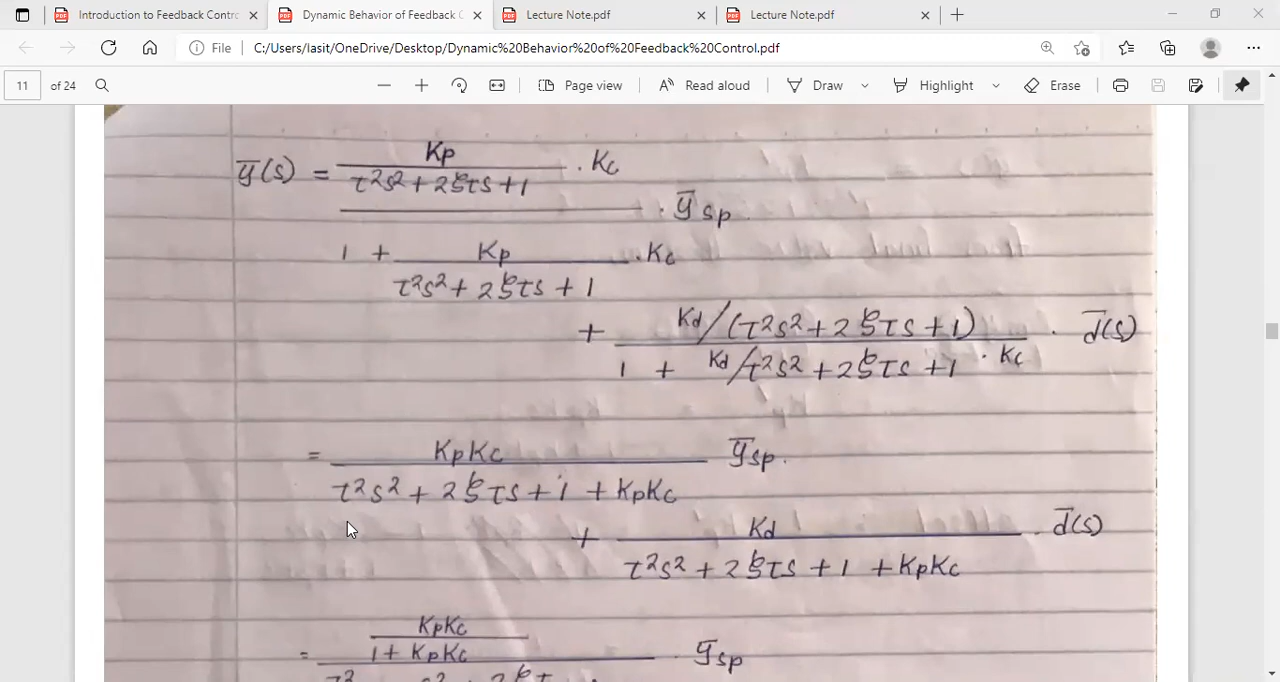 Introduction to Feedback Contro
Dynamic Behavior of Feedback C
Lecture Note.pdf
Lecture Note.pdf
File C:/Users/lasit/OneDrive/Desktop/Dynamic%20Behavior%20of%20Feedback%20Control.pdf
11 of 24 Page view Read aloud Draw Highlight Erase
Kp
ȳ(s) = ――― . Kc
τ²s² + 2ξτs + 1
――― . ȳsp.
1 + Kp ――― . Kc
τ²s² + 2ξτs + 1
+ Kd/(τ²s² + 2ξτs + 1) . d̄(s)
1 + Kd/τ²s² + 2ξτs + 1 . Kc
= KpKc ȳsp.
τ²s² + 2ξτs + 1 + KpKc
+ Kd . d̄(s)
τ²s² + 2ξτs + 1 + KpKc
KpKc
= 1 + KpKc . ȳsp